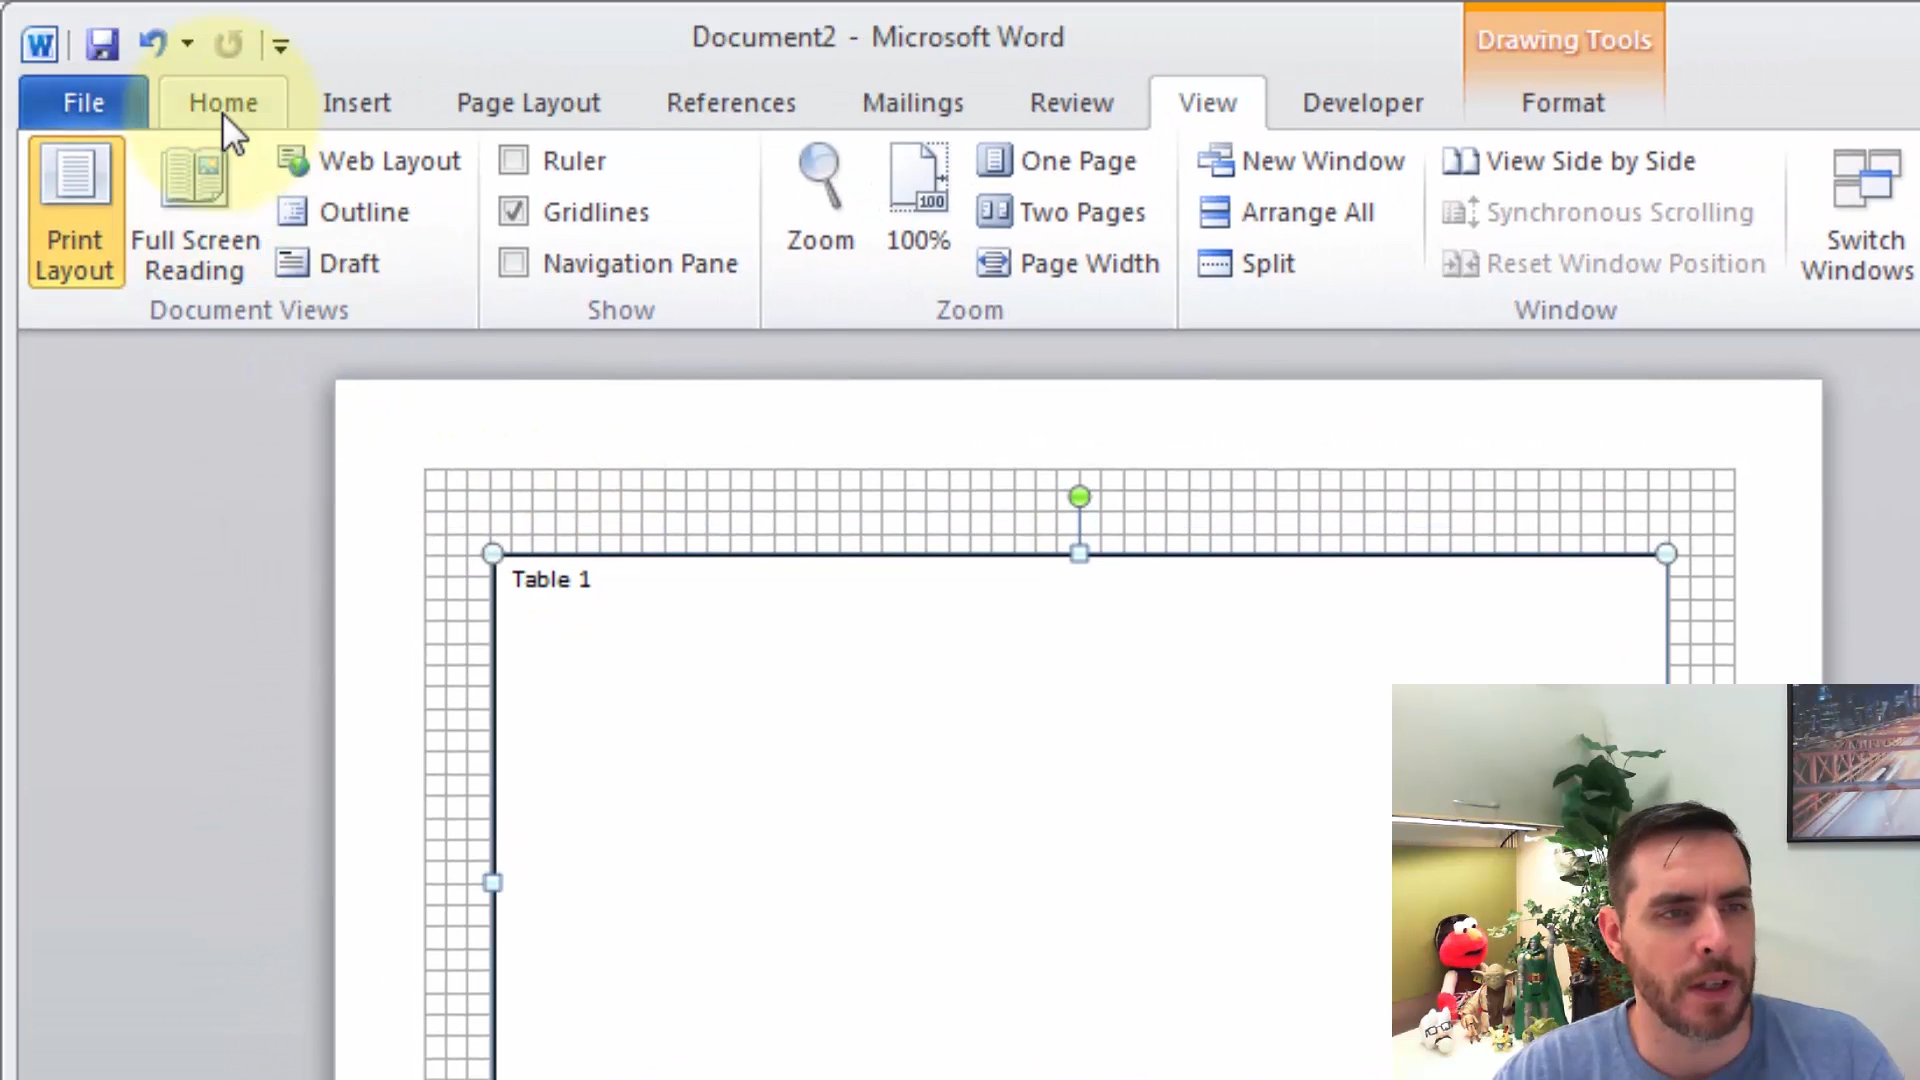 Document2 - Microsoft Word
Drawing Tools
File Home Insert Page Layout References Mailings Review View Developer Format
Print Layout
Full Screen Reading
Web Layout
Outline
Draft
Document Views
Ruler
Gridlines
Navigation Pane
Show
Zoom
100
100%
One Page
Two Pages
Page Width
Zoom
New Window
Arrange All
Split
View Side by Side
Synchronous Scrolling
Reset Window Position
Switch Windows
Window
Table 1